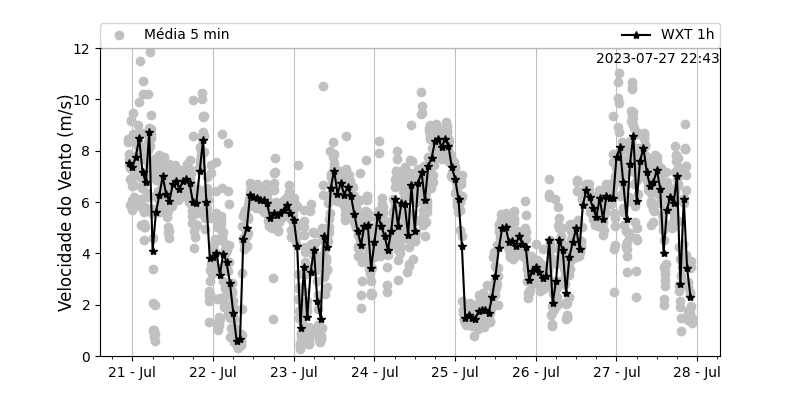 Média 5 min
WXT 1h
2023-07-27 22:43
Velocidade do Vento (m/s)
12
10
8
6
4
2
0
21 - Jul
22 - Jul
23 - Jul
24 - Jul
25 - Jul
26 - Jul
27 - Jul
28 - Jul